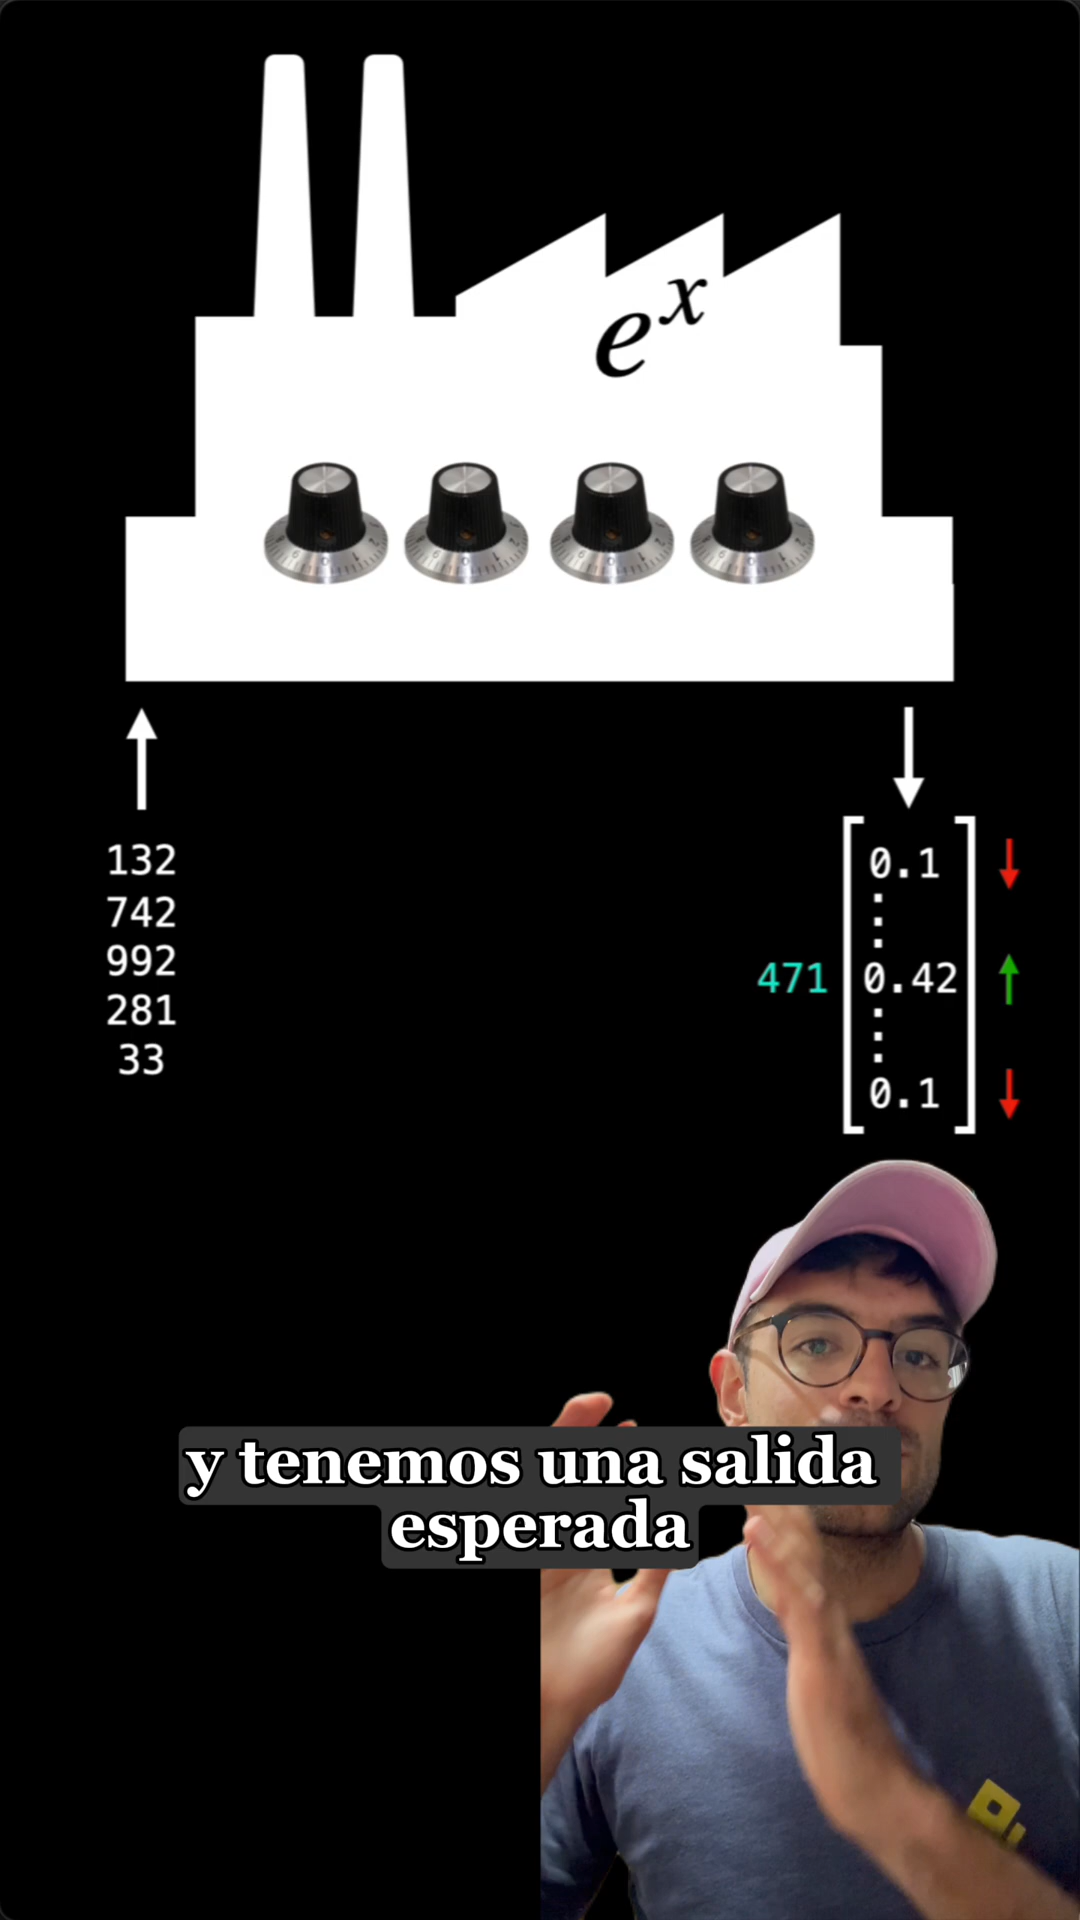 e^x
132
742
992
281
33
0.1
471 0.42
0.1
y tenemos una salida
esperada